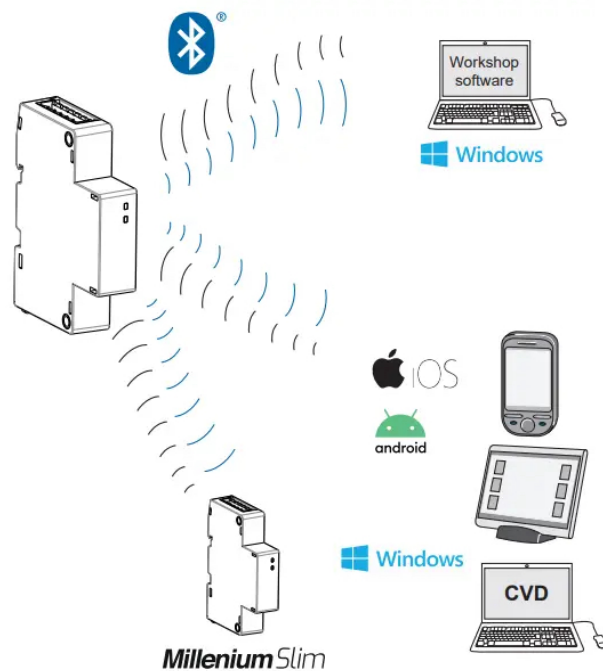 ®
Workshop
software
Windows
iOS
android
Windows
CVD
Millenium Slim